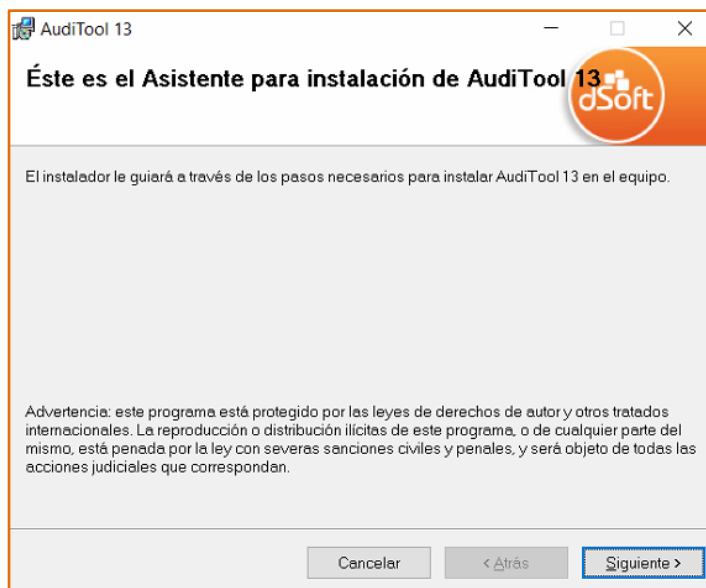 AudiTool 13
Éste es el Asistente para instalación de AudiTool 13
dSoft
El instalador le guiará a través de los pasos necesarios para instalar AudiTool 13 en el equipo.
Advertencia: este programa está protegido por las leyes de derechos de autor y otros tratados
internacionales. La reproducción o distribución ilícitas de este programa, o de cualquier parte del
mismo, está penada por la ley con severas sanciones civiles y penales, y será objeto de todas las
acciones judiciales que correspondan.
Cancelar < Atrás Siguiente >